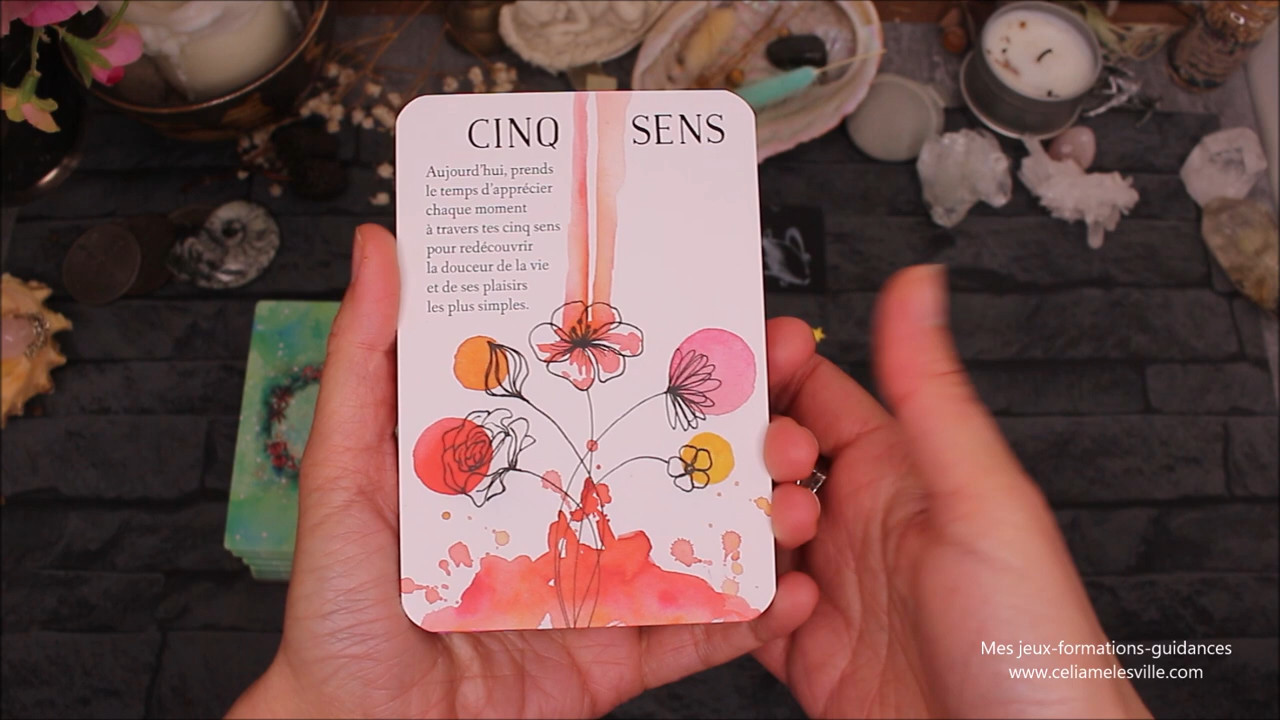 CINQ SENS
Aujourd'hui, prends
le temps d'apprécier
chaque moment
à travers tes cinq sens
pour redécouvrir
la douceur de la vie
et de ses plaisirs
les plus simples.
Mes jeux-formations-guidances
www.celiamelesville.com